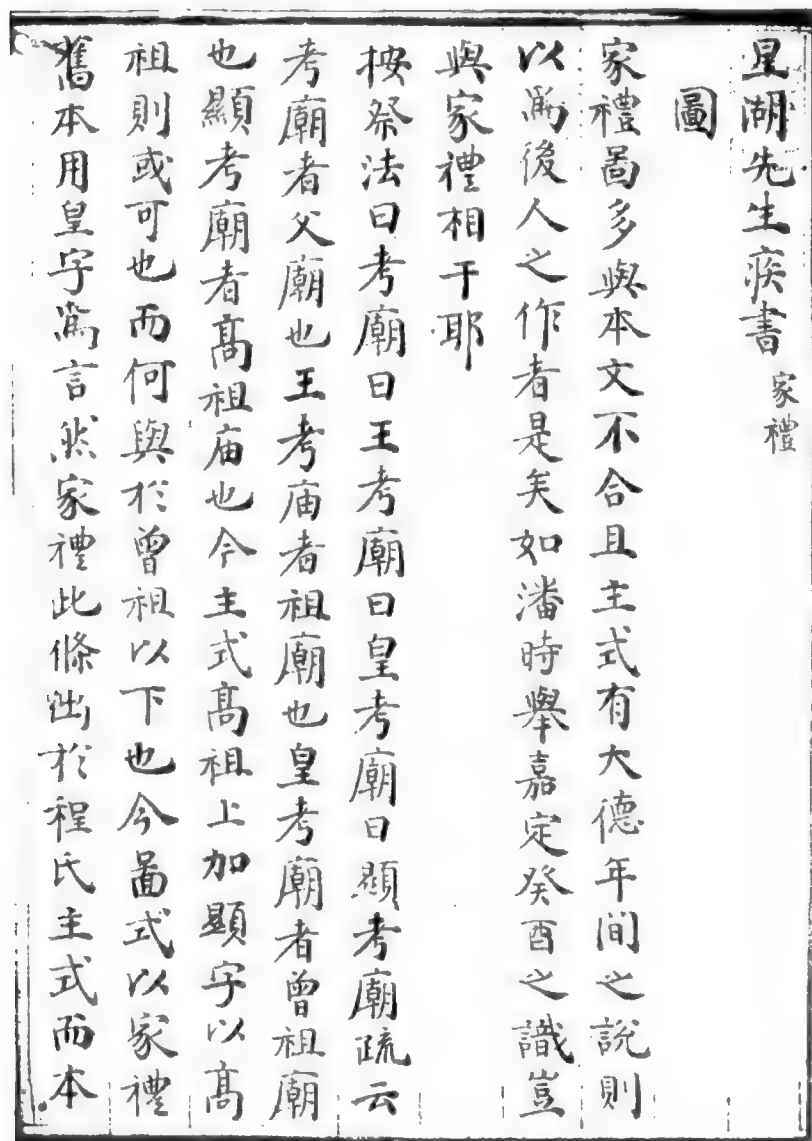 星湖先生疾書 家禮
圖
家禮啚多與本文不合且主式有大德年間之說則
以爲後人之作者是矣如潘時擧嘉定癸酉之識豈
與家禮相干耶
按祭法曰考廟曰王考廟曰皇考廟曰顯考廟疏云
考廟者父廟也王考庙者祖廟也皇考廟者曾祖廟
也顯考廟者高祖庙也今主式高祖上加顯字以高
祖則或可也而何與於曾祖以下也今啚式以家禮
舊本用皇字爲言然家禮此條出於程氏主式而本